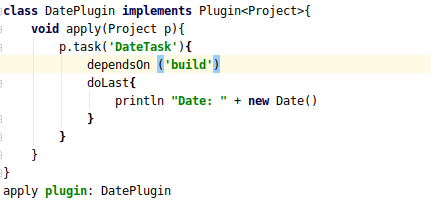 class DatePlugin implements Plugin<Project>{
    void apply(Project p){
        p.task('DateTask'){
            dependsOn ('build')
            doLast{
                println "Date: " + new Date()
            }
        }
    }
}
apply plugin: DatePlugin